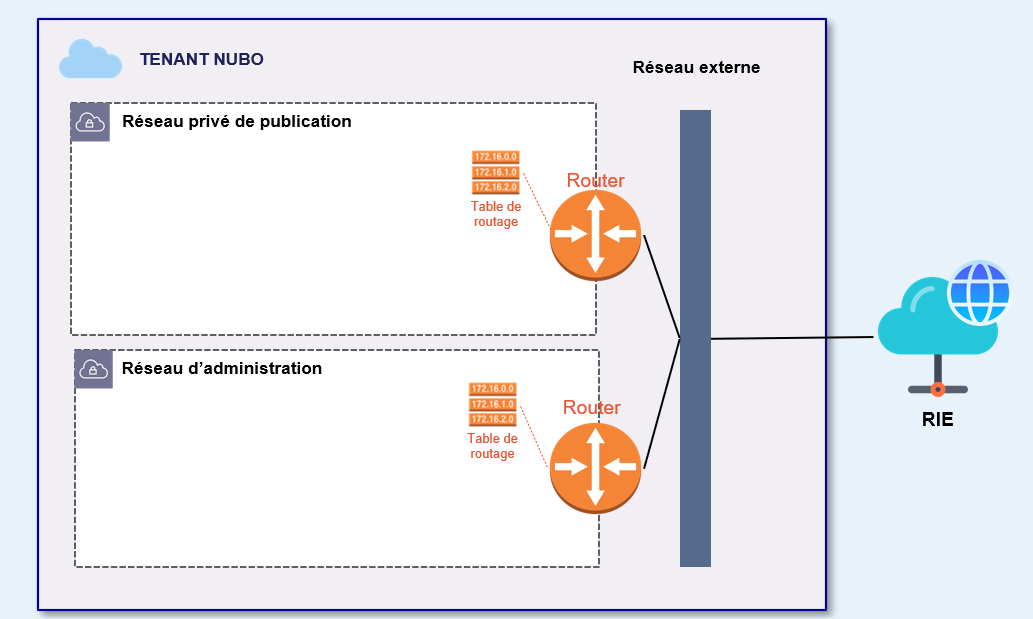 TENANT NUBO
Réseau externe
Réseau privé de publication
172.16.0.0
172.16.1.0
172.16.2.0
Table de
routage
Router
Réseau d’administration
172.16.0.0
172.16.1.0
172.16.2.0
Table de
routage
Router
RIE